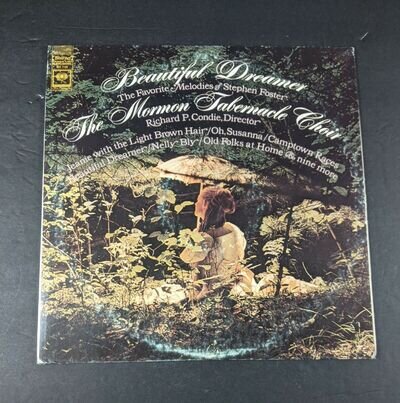 Beautiful Dreamer
The Favorite Melodies of Stephen Foster
The Mormon Tabernacle Choir
Richard P. Condie, Director
Jeanie with the Light Brown Hair/Oh, Susanna/Camptown Races
Beautiful Dreamer/Nelly Bly/Old Folks at Home & nine more